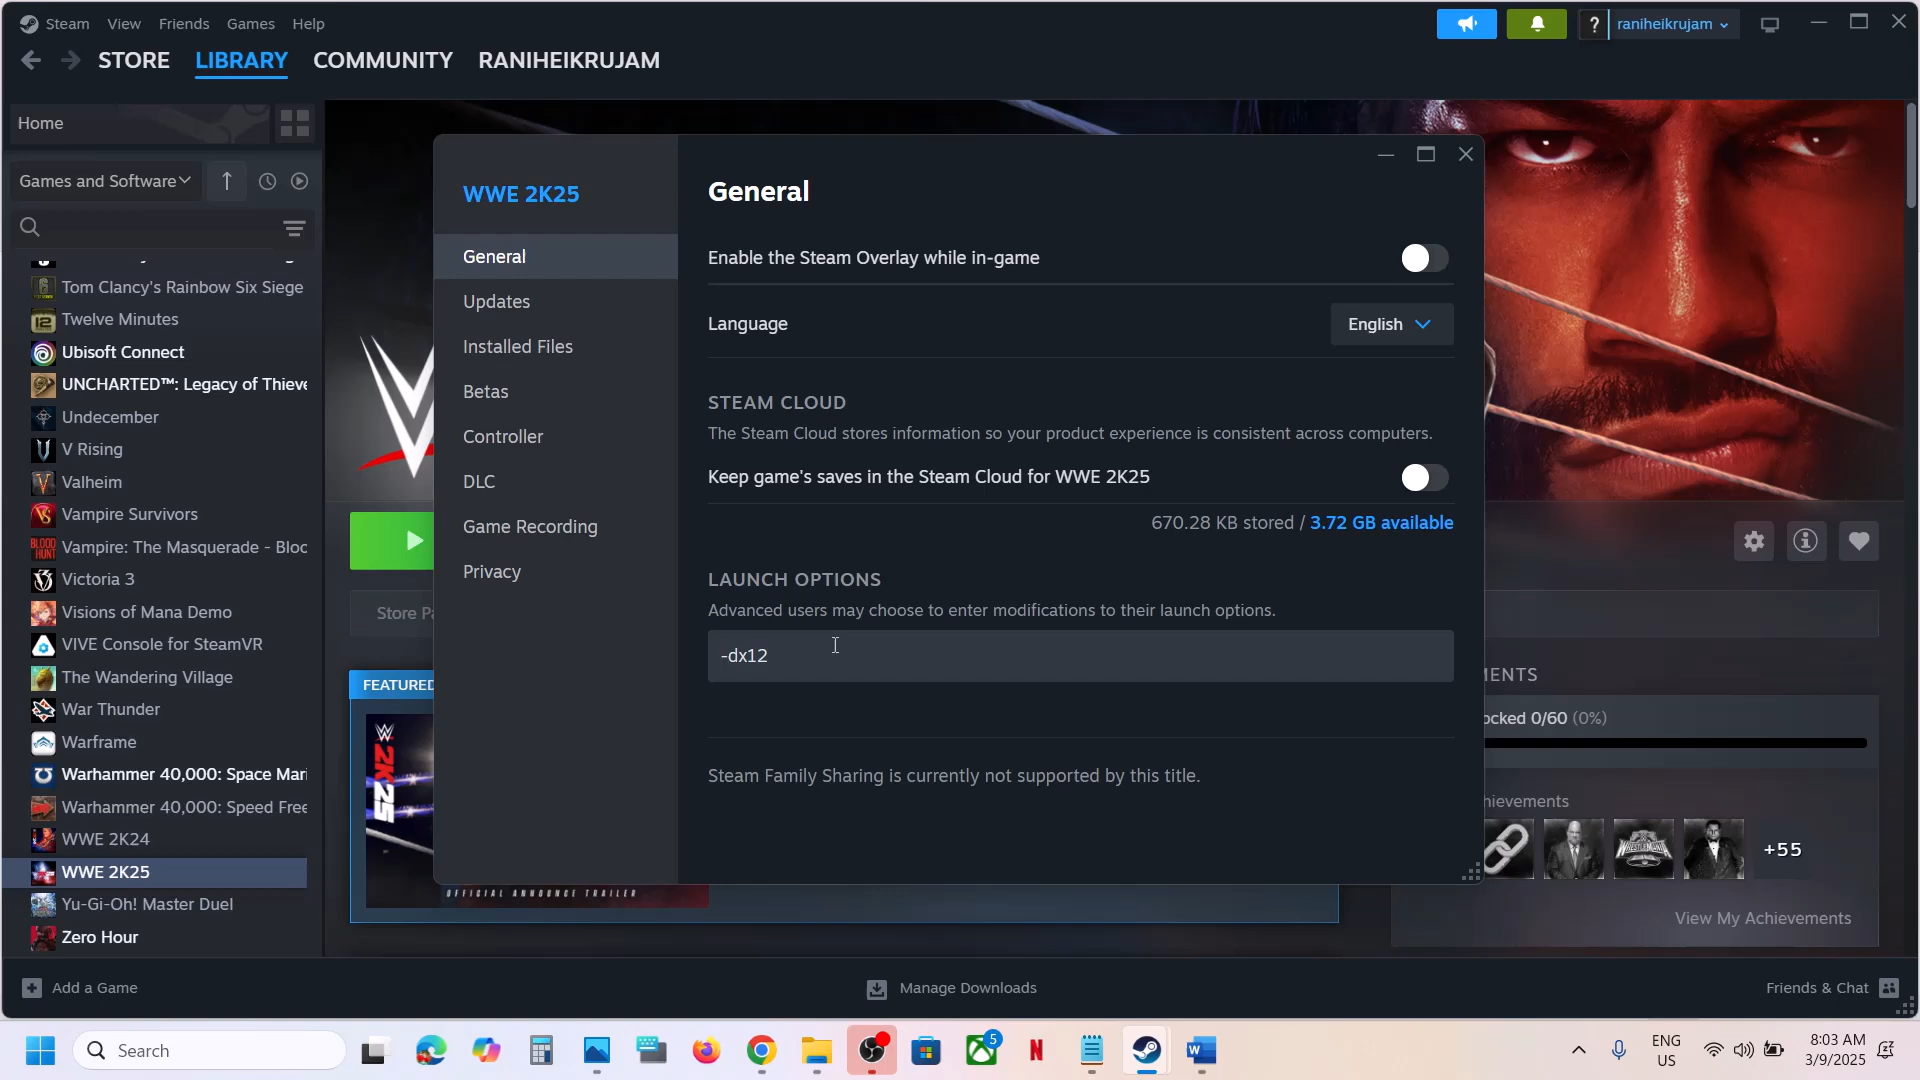 Steam View Friends Games Help
? raniheikrujam
STORE LIBRARY COMMUNITY RANIHEIKRUJAM
Home
Games and Software
Tom Clancy's Rainbow Six Siege
Twelve Minutes
Ubisoft Connect
UNCHARTED™: Legacy of Thieve
Undecember
V Rising
Valheim
Vampire Survivors
Vampire: The Masquerade - Bloo
Victoria 3
Visions of Mana Demo
VIVE Console for SteamVR
The Wandering Village
War Thunder
Warframe
Warhammer 40,000: Space Mari
Warhammer 40,000: Speed Free
WWE 2K24
WWE 2K25
Yu-Gi-Oh! Master Duel
Zero Hour
WWE 2K25
General
Updates
Installed Files
Betas
Controller
DLC
Game Recording
Privacy
General
Enable the Steam Overlay while in-game
Language
English
STEAM CLOUD
The Steam Cloud stores information so your product experience is consistent across computers.
Keep game's saves in the Steam Cloud for WWE 2K25
670.28 KB stored / 3.72 GB available
LAUNCH OPTIONS
Advanced users may choose to enter modifications to their launch options.
-dx12
Steam Family Sharing is currently not supported by this title.
Store Pa
FEATURED
2K25
OFFICIAL ANNOUNCE TRAILER
MENTS
ocked 0/60 (0%)
hievements
+55
View My Achievements
Add a Game
Manage Downloads
Friends & Chat
Search
5
ENG
US
8:03 AM
3/9/2025